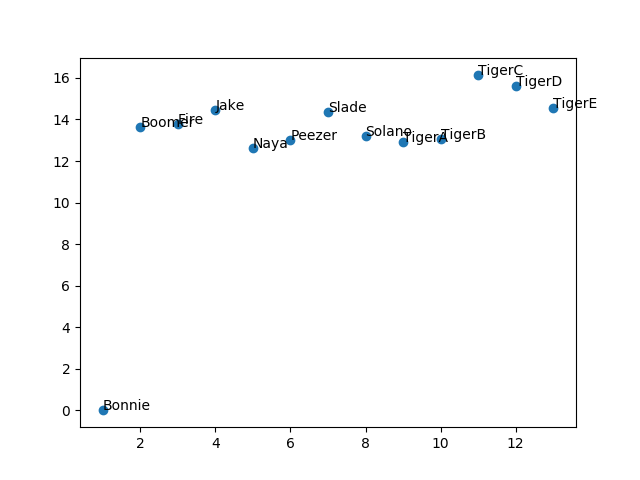 16
14
12
10
8
6
4
2
0
TigerC
TigerD
TigerE
Jake
Slade
Boomer
Fire
Solano
TigerA
TigerB
Peezer
Naya
Bonnie
2 4 6 8 10 12